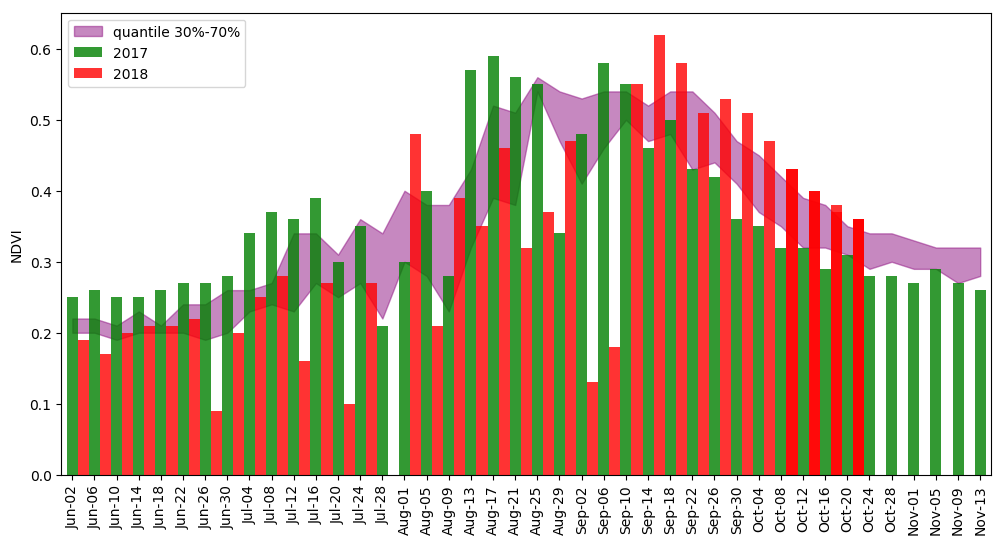 quantile 30%-70%
2017
2018
NDVI
0.6
0.5
0.4
0.3
0.2
0.1
0.0
Jun-02
Jun-06
Jun-10
Jun-14
Jun-18
Jun-22
Jun-26
Jun-30
Jul-04
Jul-08
Jul-12
Jul-16
Jul-20
Jul-24
Jul-28
Aug-01
Aug-05
Aug-09
Aug-13
Aug-17
Aug-21
Aug-25
Aug-29
Sep-02
Sep-06
Sep-10
Sep-14
Sep-18
Sep-22
Sep-26
Sep-30
Oct-04
Oct-08
Oct-12
Oct-16
Oct-20
Oct-24
Oct-28
Nov-01
Nov-05
Nov-09
Nov-13